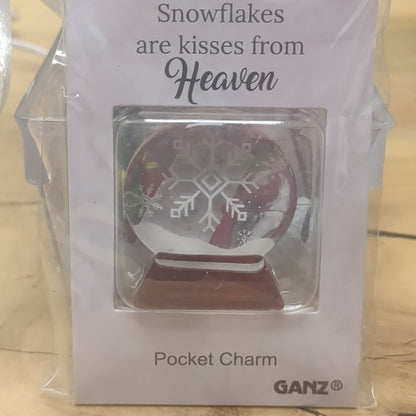 Snowflakes
are kisses from
Heaven
Pocket Charm
GANZ®